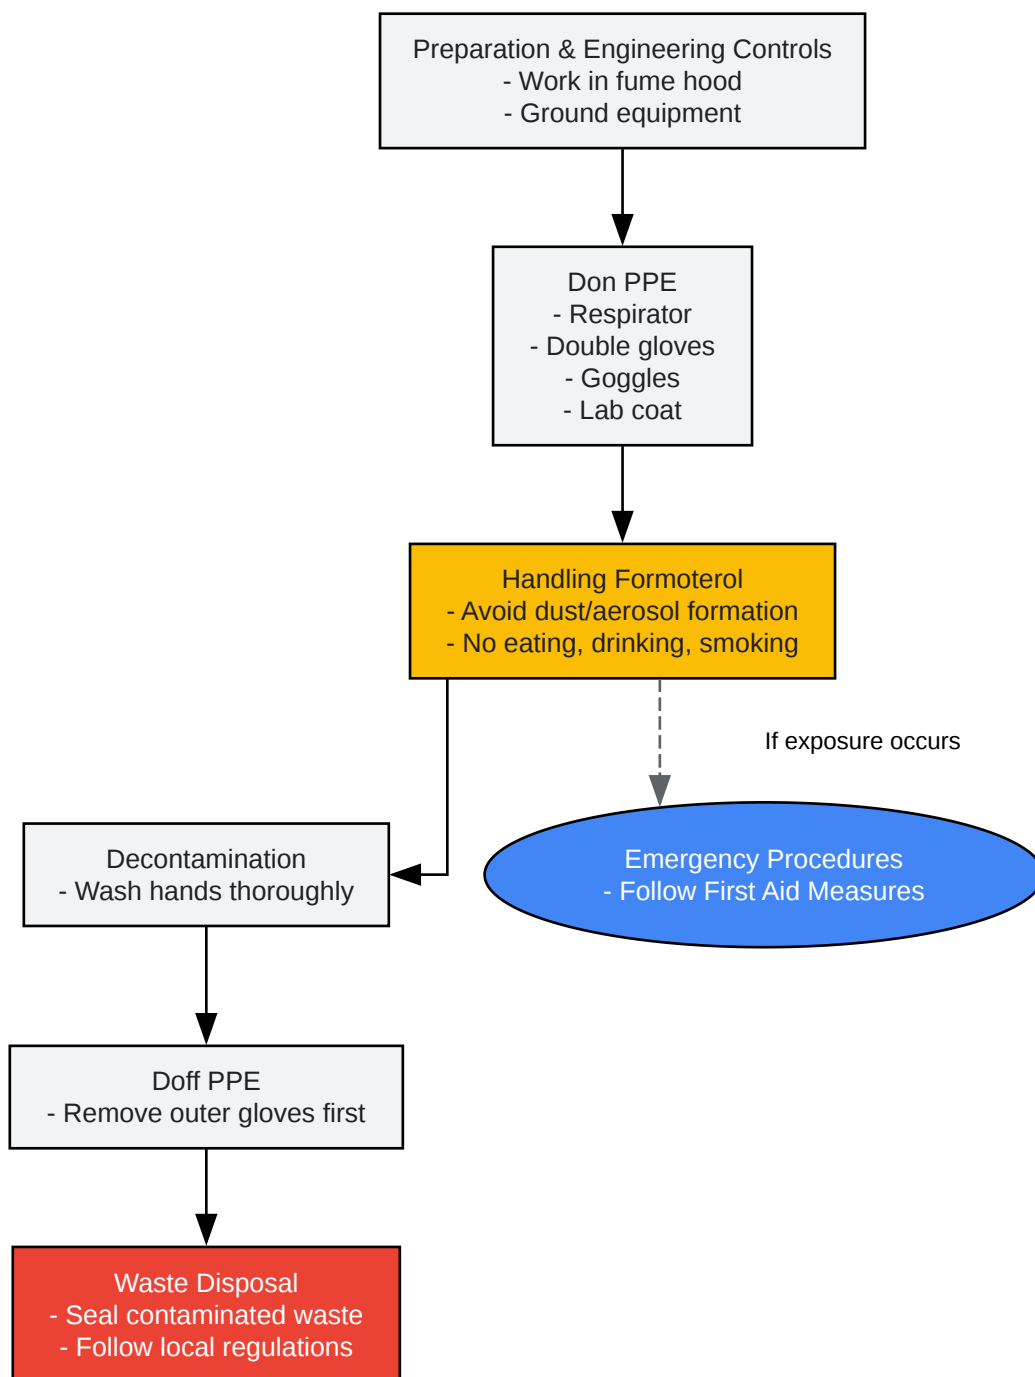 Preparation & Engineering Controls
- Work in fume hood
- Ground equipment
Don PPE
- Respirator
- Double gloves
- Goggles
- Lab coat
Handling Formoterol
- Avoid dust/aerosol formation
- No eating, drinking, smoking
If exposure occurs
Emergency Procedures
- Follow First Aid Measures
Decontamination
- Wash hands thoroughly
Doff PPE
- Remove outer gloves first
Waste Disposal
- Seal contaminated waste
- Follow local regulations